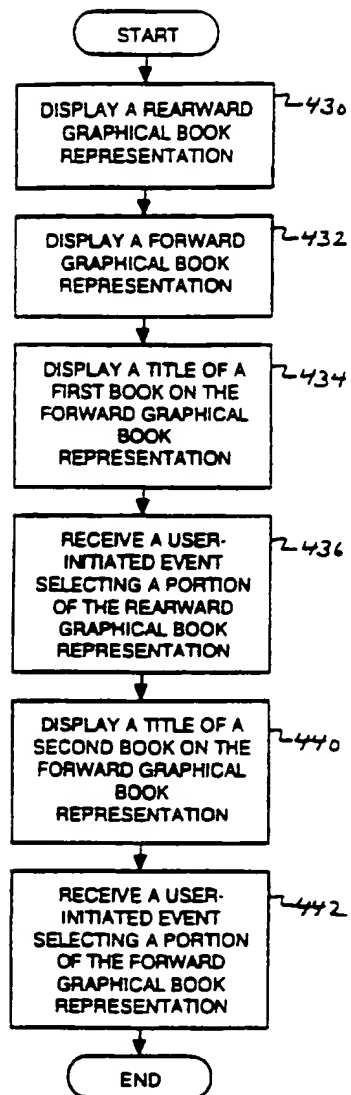 START
DISPLAY A REARWARD
GRAPHICAL BOOK
REPRESENTATION
430
DISPLAY A FORWARD
GRAPHICAL BOOK
REPRESENTATION
432
DISPLAY A TITLE OF A
FIRST BOOK ON THE
FORWARD GRAPHICAL
BOOK
REPRESENTATION
434
RECEIVE A USER-
INITIATED EVENT
SELECTING A PORTION
OF THE REARWARD
GRAPHICAL BOOK
REPRESENTATION
436
DISPLAY A TITLE OF A
SECOND BOOK ON THE
FORWARD GRAPHICAL
BOOK
REPRESENTATION
440
RECEIVE A USER-
INITIATED EVENT
SELECTING A PORTION
OF THE FORWARD
GRAPHICAL BOOK
REPRESENTATION
442
END